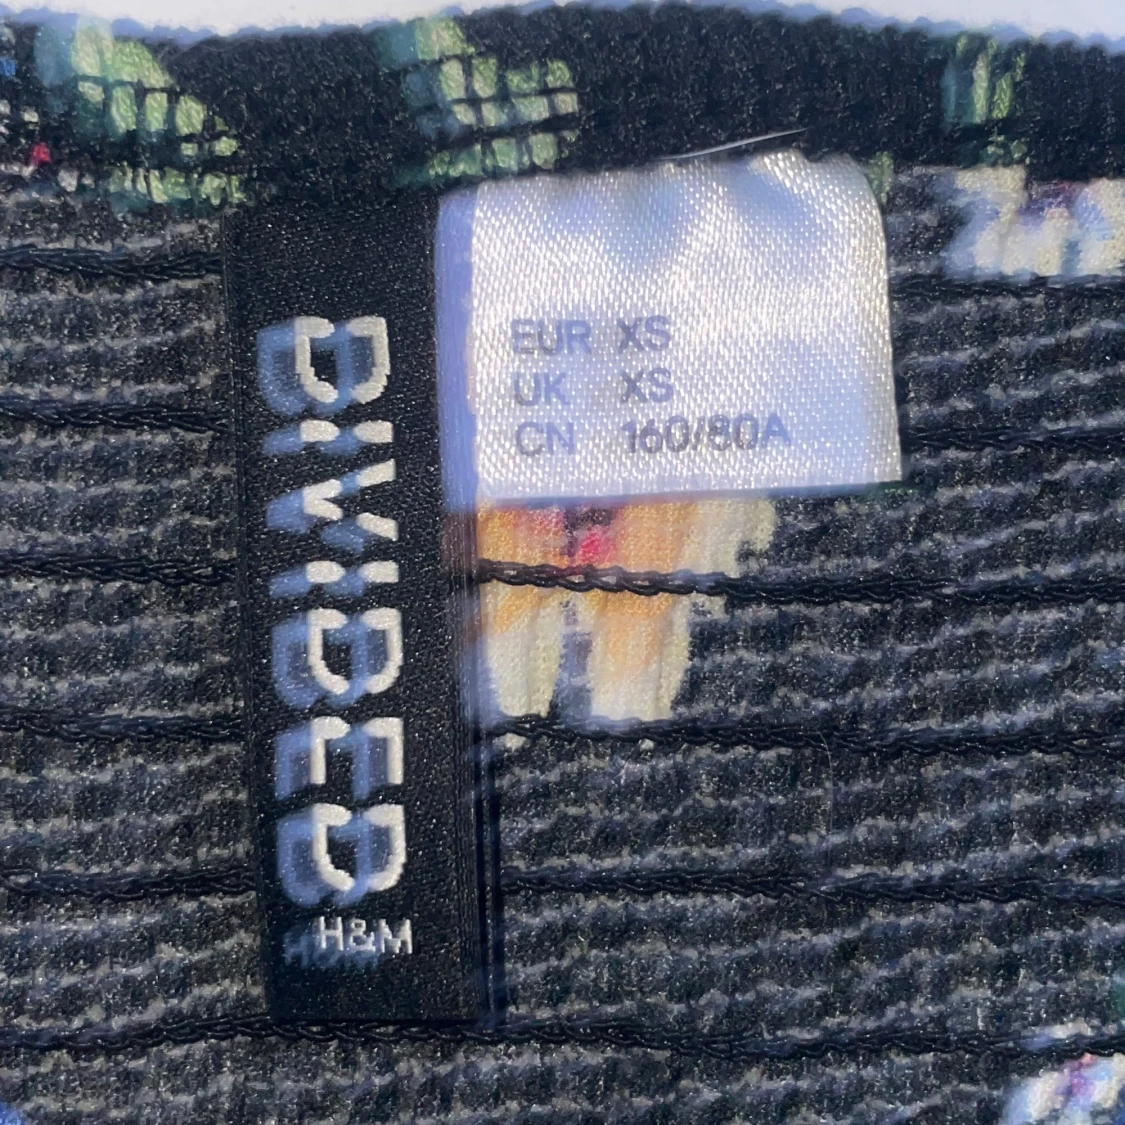 DIVIDED
H&M
EUR XS
UK XS
CN 160/80A